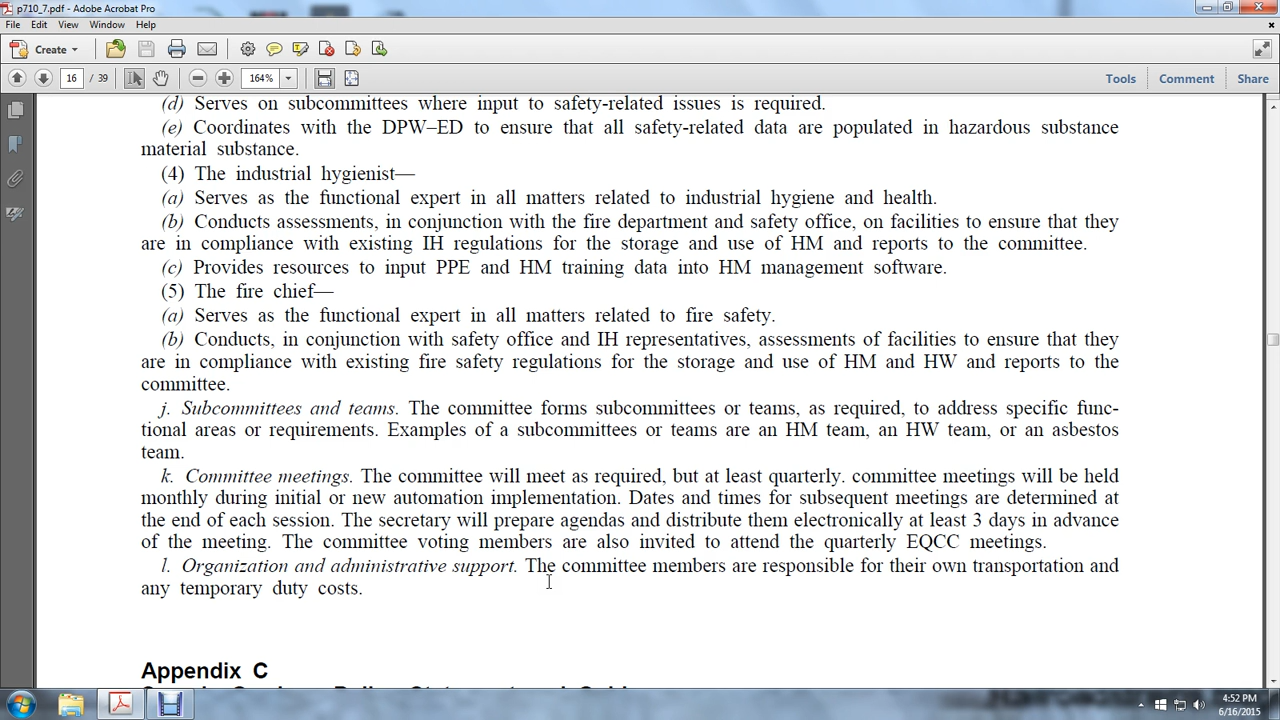 p710_7.pdf - Adobe Acrobat Pro
File Edit View Window Help
Create
16 / 39 164% Tools Comment Share
(d) Serves on subcommittees where input to safety-related issues is required.
(e) Coordinates with the DPW–ED to ensure that all safety-related data are populated in hazardous substance
material substance.
(4) The industrial hygienist—
(a) Serves as the functional expert in all matters related to industrial hygiene and health.
(b) Conducts assessments, in conjunction with the fire department and safety office, on facilities to ensure that they
are in compliance with existing IH regulations for the storage and use of HM and reports to the committee.
(c) Provides resources to input PPE and HM training data into HM management software.
(5) The fire chief—
(a) Serves as the functional expert in all matters related to fire safety.
(b) Conducts, in conjunction with safety office and IH representatives, assessments of facilities to ensure that they
are in compliance with existing fire safety regulations for the storage and use of HM and HW and reports to the
committee.
j. Subcommittees and teams. The committee forms subcommittees or teams, as required, to address specific func-
tional areas or requirements. Examples of a subcommittees or teams are an HM team, an HW team, or an asbestos
team.
k. Committee meetings. The committee will meet as required, but at least quarterly. committee meetings will be held
monthly during initial or new automation implementation. Dates and times for subsequent meetings are determined at
the end of each session. The secretary will prepare agendas and distribute them electronically at least 3 days in advance
of the meeting. The committee voting members are also invited to attend the quarterly EQCC meetings.
l. Organization and administrative support. The committee members are responsible for their own transportation and
any temporary duty costs.
Appendix C
4:52 PM
6/16/2015